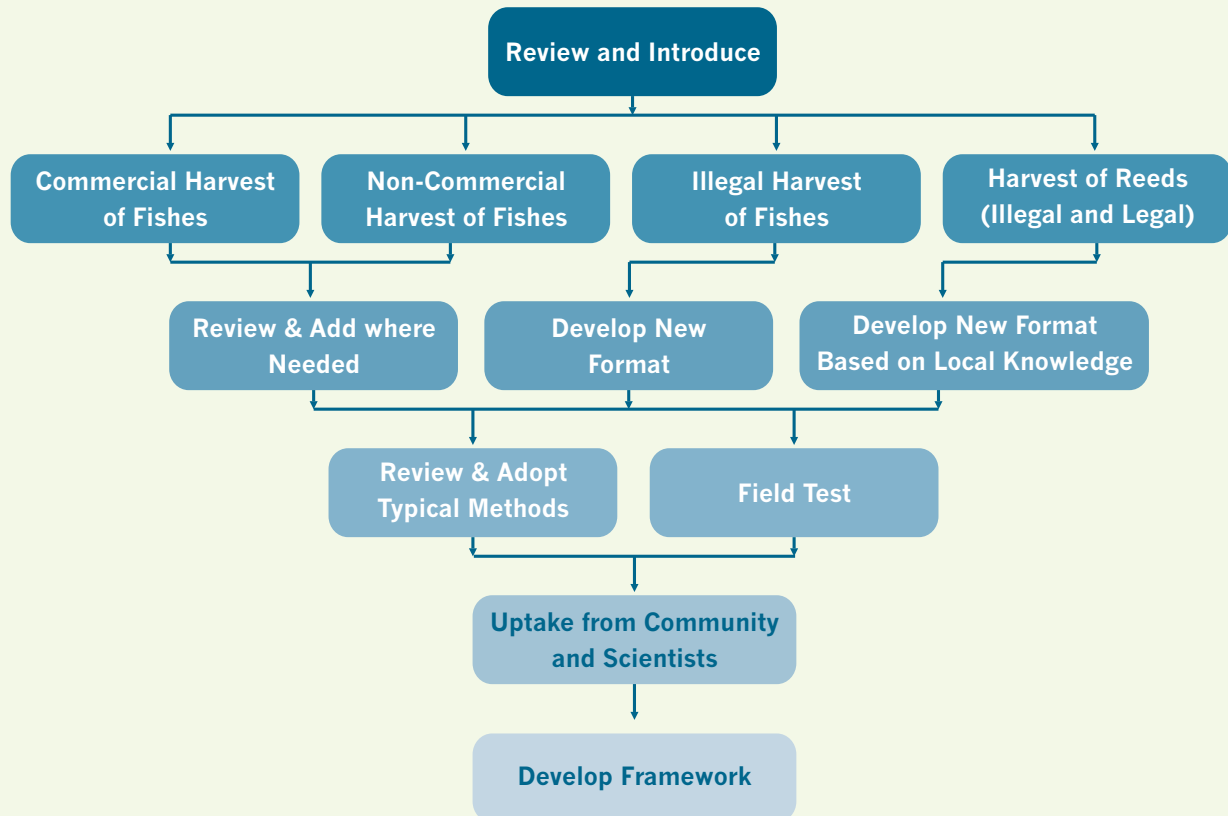 Review and Introduce
Commercial Harvest
of Fishes
Non-Commercial
Harvest of Fishes
Illegal Harvest
of Fishes
Harvest of Reeds
(Illegal and Legal)
Review & Add where
Needed
Develop New
Format
Develop New Format
Based on Local Knowledge
Review & Adopt
Typical Methods
Field Test
Uptake from Community
and Scientists
Develop Framework